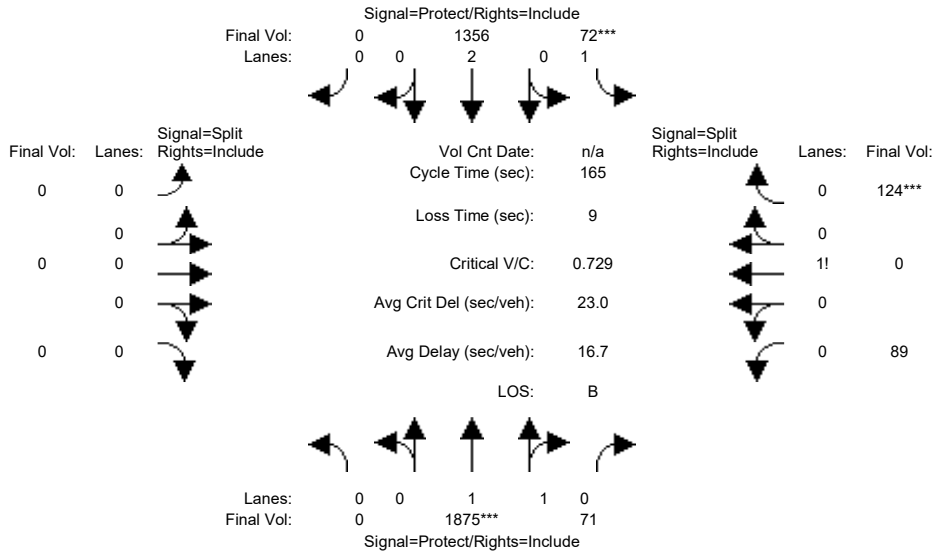 Signal=Protect/Rights=Include
Final Vol: 0 1356 72***
Lanes: 0 0 2 0 1
Signal=Split
Final Vol: Lanes: Rights=Include
Vol Cnt Date: n/a
Signal=Split
Rights=Include Lanes: Final Vol:
Cycle Time (sec): 165
0 0
0 124***
Loss Time (sec): 9
0
0
0 0
Critical V/C: 0.729
1! 0
0
Avg Crit Del (sec/veh): 23.0
0
0 0
Avg Delay (sec/veh): 16.7
0 89
LOS: B
Lanes: 0 0 1 1 0
Final Vol: 0 1875*** 71
Signal=Protect/Rights=Include